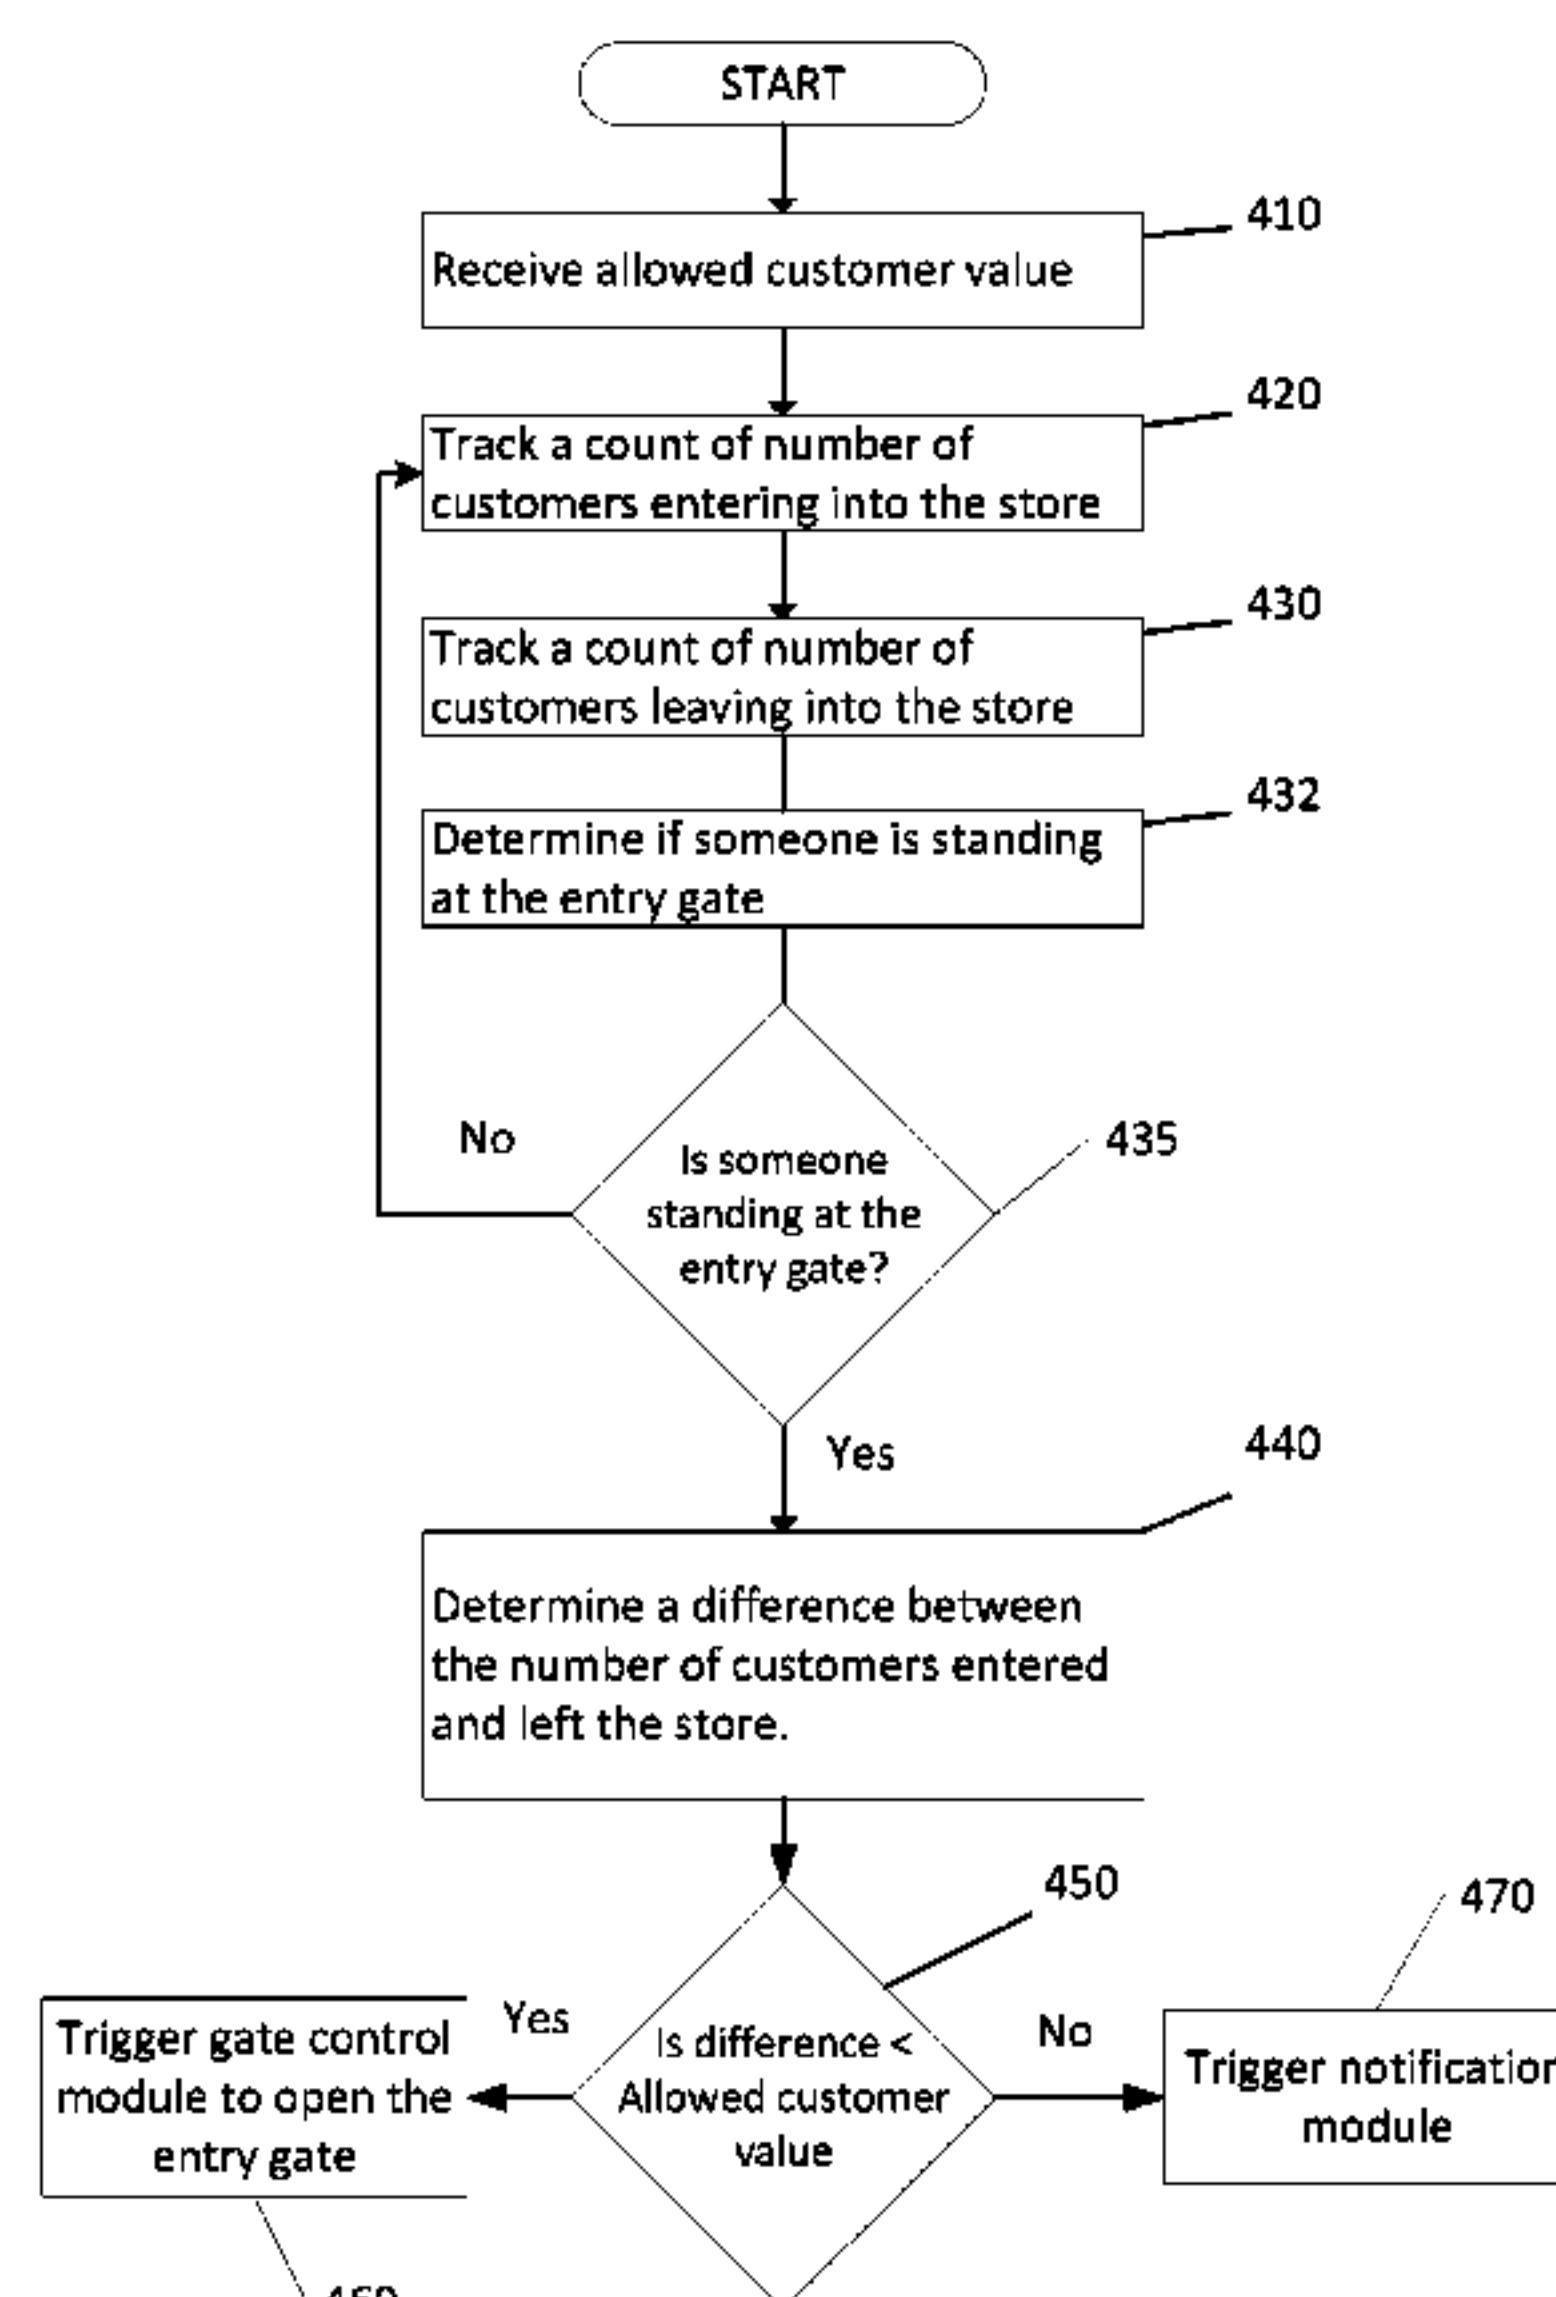 START
410
Receive allowed customer value
420
Track a count of number of
customers entering into the store
430
Track a count of number of
customers leaving into the store
432
Determine if someone is standing
at the entry gate
No
435
Is someone
standing at the
entry gate?
Yes
440
Determine a difference between
the number of customers entered
and left the store.
450
470
Yes
No
Trigger gate control
module to open the
entry gate
Is difference <
Allowed customer
value
Trigger notification
module